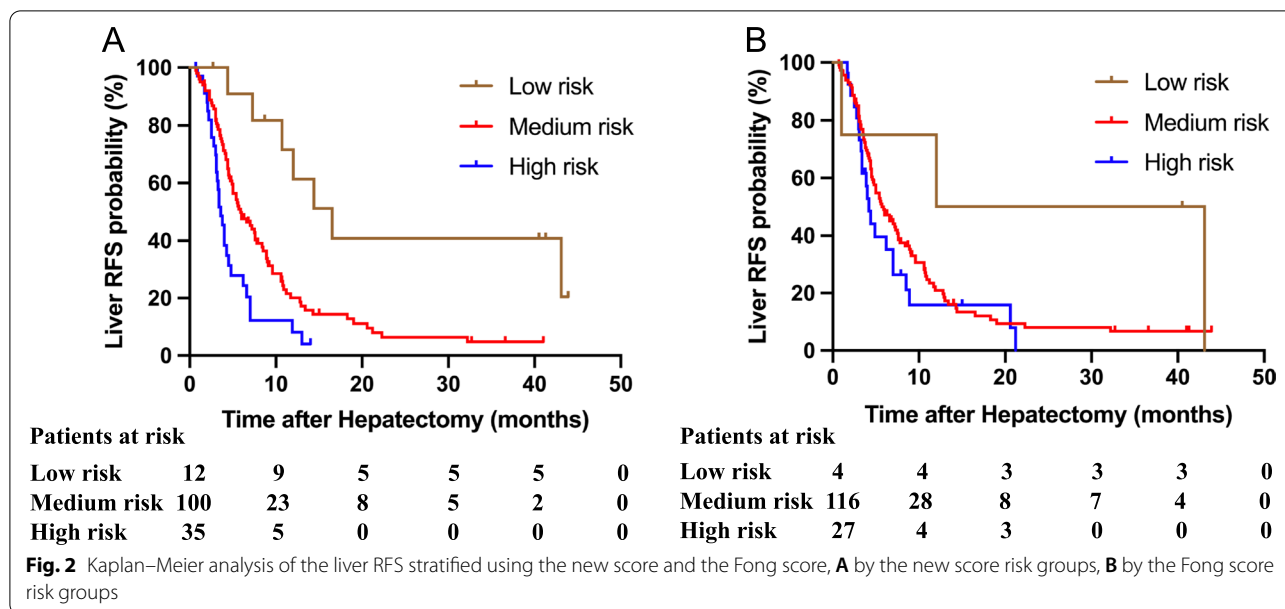 A
Liver RFS probability (%)
100
80
60
40
20
0
0 10 20 30 40 50
Time after Hepatectomy (months)
Low risk
Medium risk
High risk
Patients at risk
Low risk 12 9 5 5 5 0
Medium risk 100 23 8 5 2 0
High risk 35 5 0 0 0 0
B
Liver RFS probability (%)
100
80
60
40
20
0
0 10 20 30 40 50
Time after Hepatectomy (months)
Low risk
Medium risk
High risk
Patients at risk
Low risk 4 4 3 3 3 0
Medium risk 116 28 8 7 4 0
High risk 27 4 3 0 0 0
Fig. 2 Kaplan–Meier analysis of the liver RFS stratified using the new score and the Fong score, A by the new score risk groups, B by the Fong score
risk groups